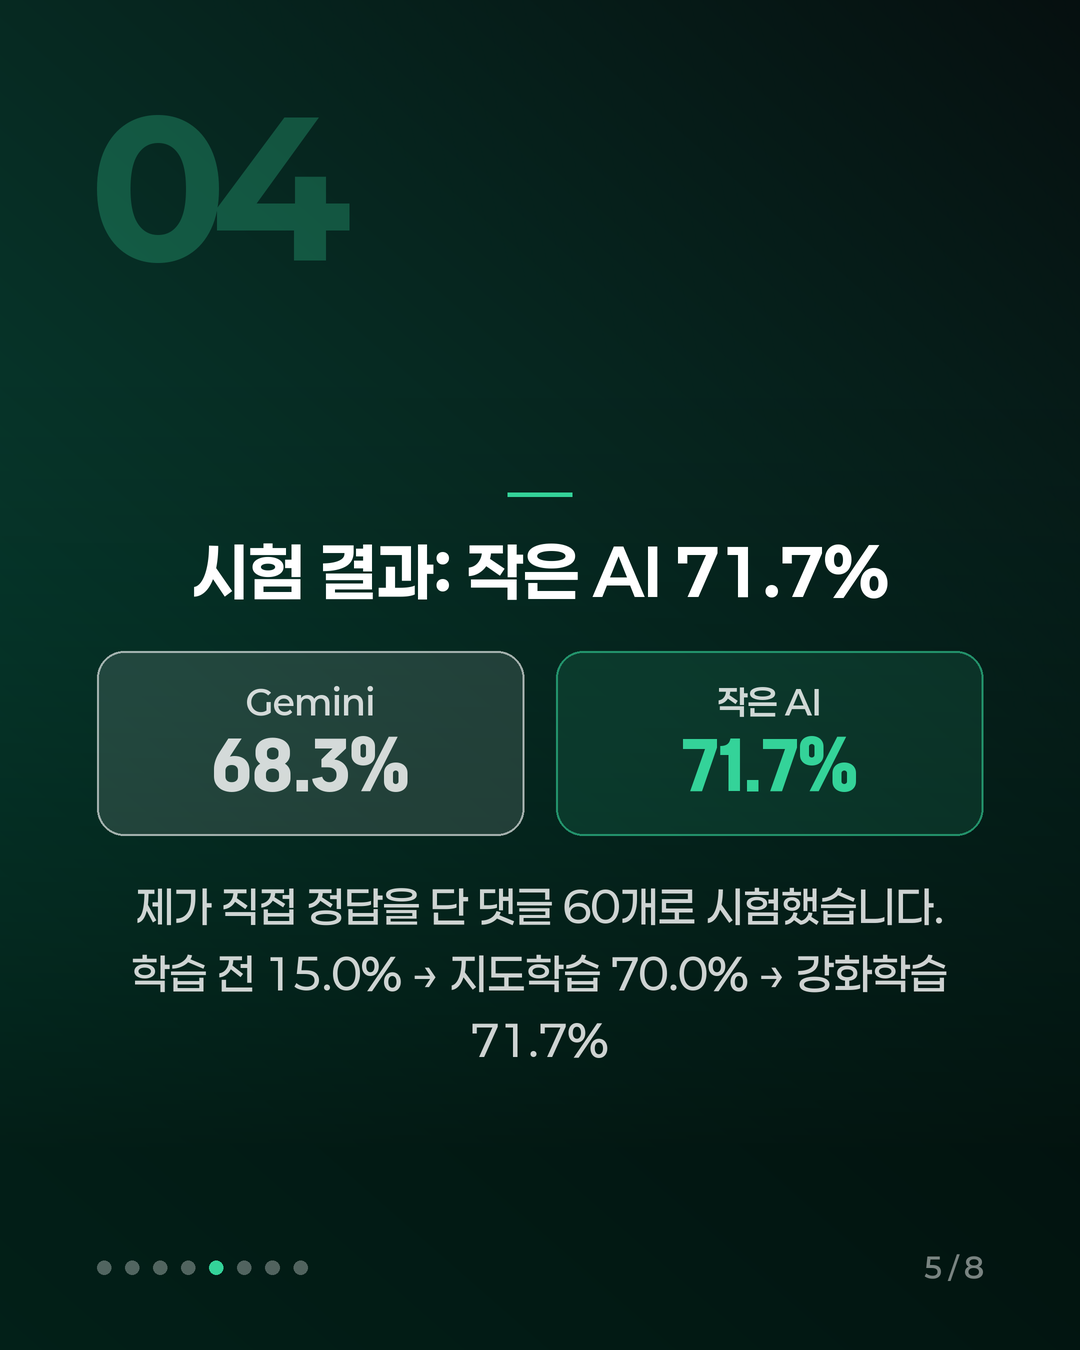 04
시험 결과: 작은 AI 71.7%
Gemini
68.3%
작은 AI
71.7%
제가 직접 정답을 단 댓글 60개로 시험했습니다.
학습 전 15.0% → 지도학습 70.0% → 강화학습
71.7%
5/8